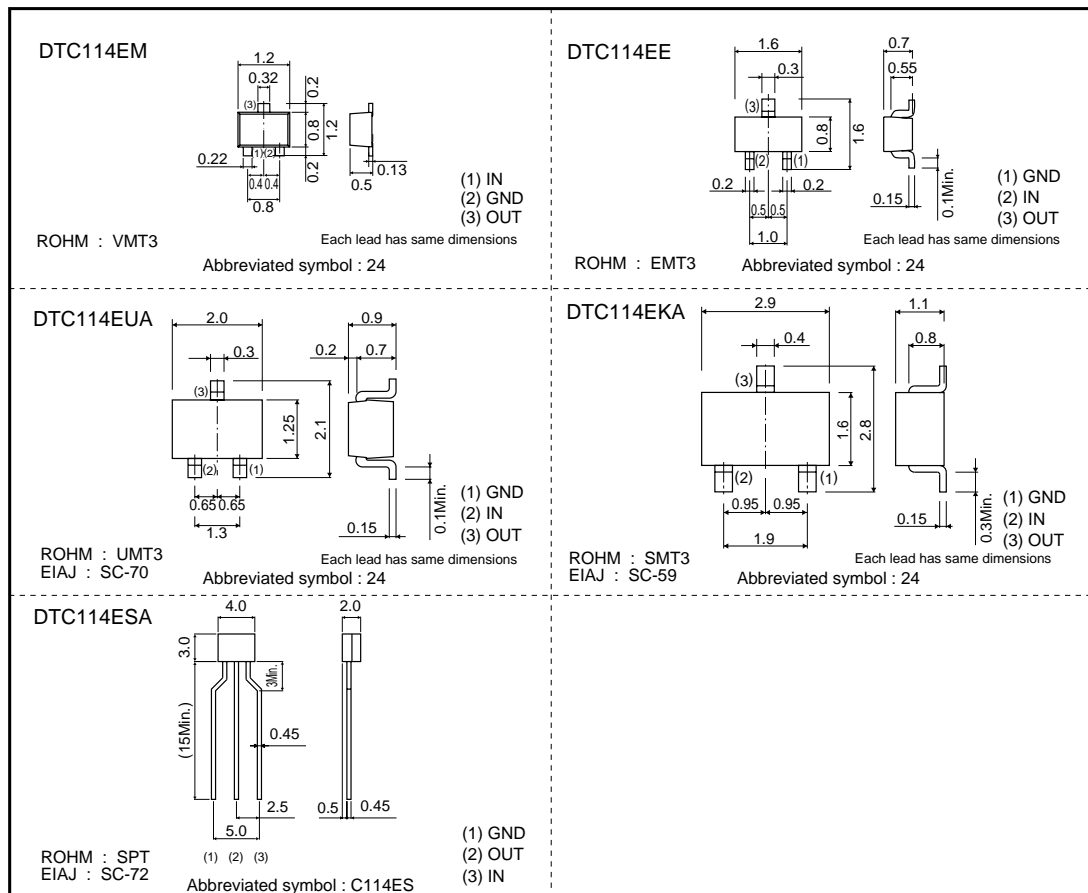 DTC114EM
1.2
0.32
0.2
(3)
0.8
1.2
(1) (2)
0.22
0.2
0.4 0.4
0.8
0.13
0.5
(1) IN
(2) GND
(3) OUT
ROHM : VMT3
Each lead has same dimensions
Abbreviated symbol : 24
DTC114EE
1.6
0.3
0.7
0.55
(3)
0.8
1.6
(2) (1)
0.2 0.2
0.5 0.5
1.0
0.15
0.1Min.
(1) GND
(2) IN
(3) OUT
Each lead has same dimensions
ROHM : EMT3
Abbreviated symbol : 24
DTC114EUA
2.0
0.3
0.9
0.2 0.7
(3)
1.25
2.1
(2) (1)
0.65 0.65
1.3
0.15
0.1Min.
(1) GND
(2) IN
(3) OUT
ROHM : UMT3
Each lead has same dimensions
EIAJ : SC-70
Abbreviated symbol : 24
DTC114EKA
2.9
0.4
1.1
0.8
(3)
1.6
2.8
(2) (1)
0.95 0.95
1.9
0.15
0.3Min.
(1) GND
(2) IN
(3) OUT
ROHM : SMT3
Each lead has same dimensions
EIAJ : SC-59
Abbreviated symbol : 24
DTC114ESA
4.0
2.0
3.0
3Min.
(15Min.)
0.45
2.5
5.0
0.5 0.45
(1) (2) (3)
(1) GND
(2) OUT
(3) IN
ROHM : SPT
EIAJ : SC-72
Abbreviated symbol : C114ES